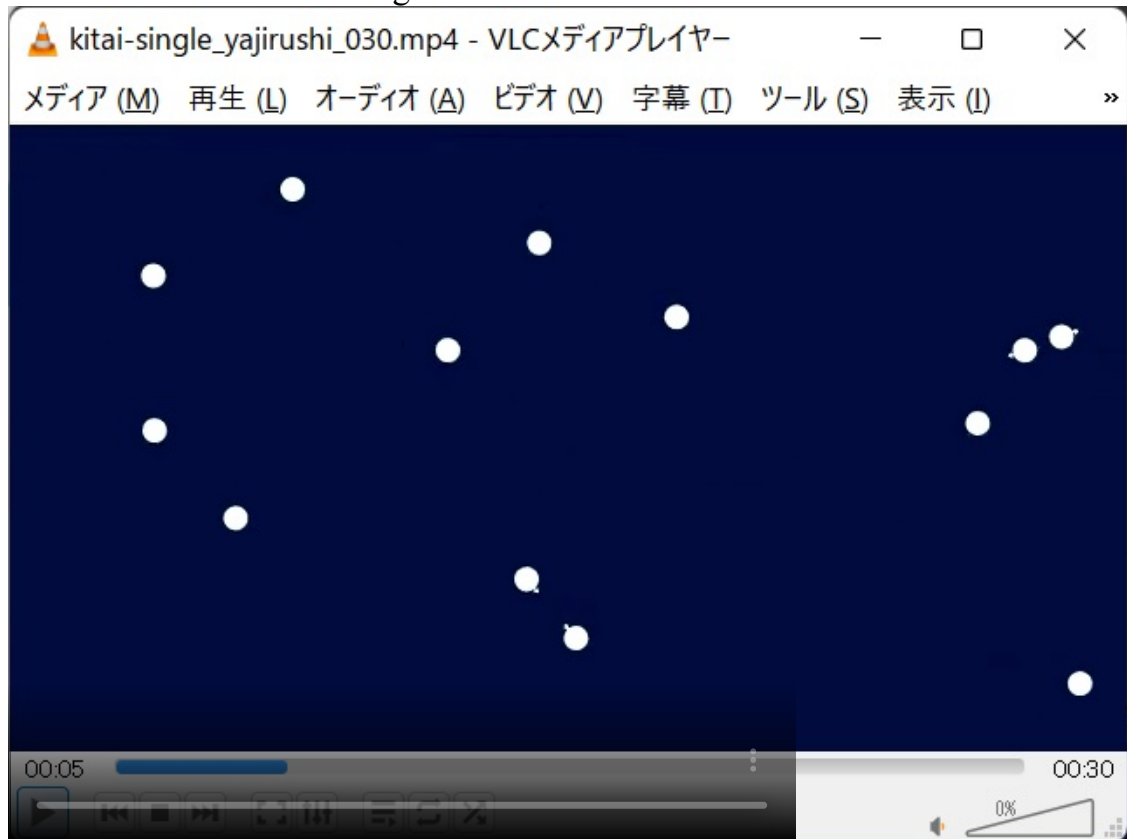 kitai-single_yajirushi_030.mp4 - VLCメディアプレイヤー
メディア (M) 再生 (L) オーディオ (A) ビデオ (V) 字幕 (T) ツール (S) 表示 (I) »
00:05 00:30
0%